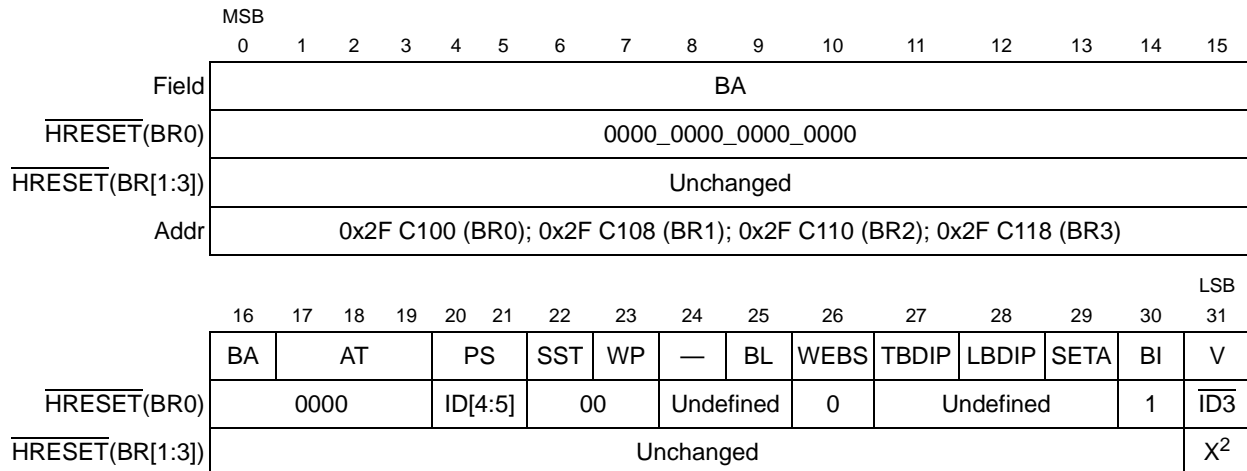 MSB
0 1 2 3 4 5 6 7 8 9 10 11 12 13 14 15
Field BA
HRESET(BR0) 0000_0000_0000_0000
HRESET(BR[1:3]) Unchanged
Addr 0x2F C100 (BR0); 0x2F C108 (BR1); 0x2F C110 (BR2); 0x2F C118 (BR3)
LSB
16 17 18 19 20 21 22 23 24 25 26 27 28 29 30 31
BA AT PS SST WP — BL WEBS TBDIP LBDIP SETA BI V
HRESET(BR0) 0000 ID[4:5] 00 Undefined 0 Undefined 1 ID3
HRESET(BR[1:3]) Unchanged X2